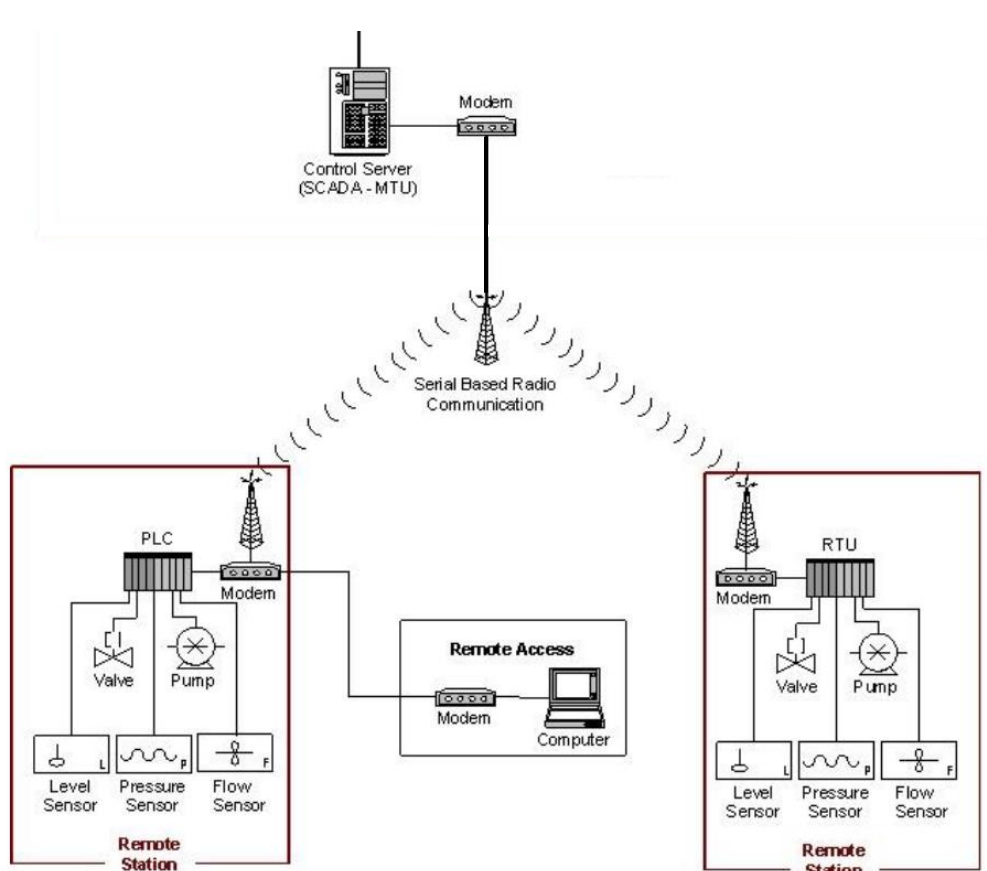 Modem
Control Server
(SCADA - MTU)
Serial Based Radio
Communication
PLC
Modem
Valve
Pump
L
P
F
Level
Sensor
Pressure
Sensor
Flow
Sensor
Remote
Station
Remote Access
Modem
Computer
RTU
Modem
Valve
Pump
L
P
F
Level
Sensor
Pressure
Sensor
Flow
Sensor
Remote
Station